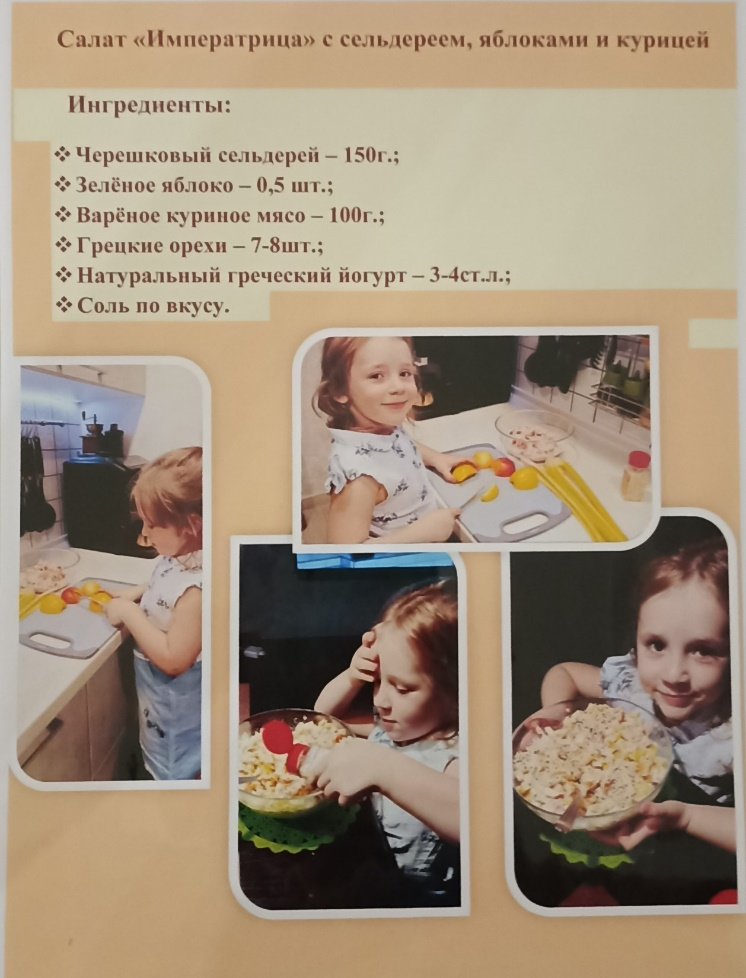 Салат «Императрица» с сельдереем, яблоками и курицей
Ингредиенты:
❖ Черешковый сельдерей – 150г.;
❖ Зелёное яблоко – 0,5 шт.;
❖ Варёное куриное мясо – 100г.;
❖ Грецкие орехи – 7-8шт.;
❖ Натуральный греческий йогурт – 3-4ст.л.;
❖ Соль по вкусу.